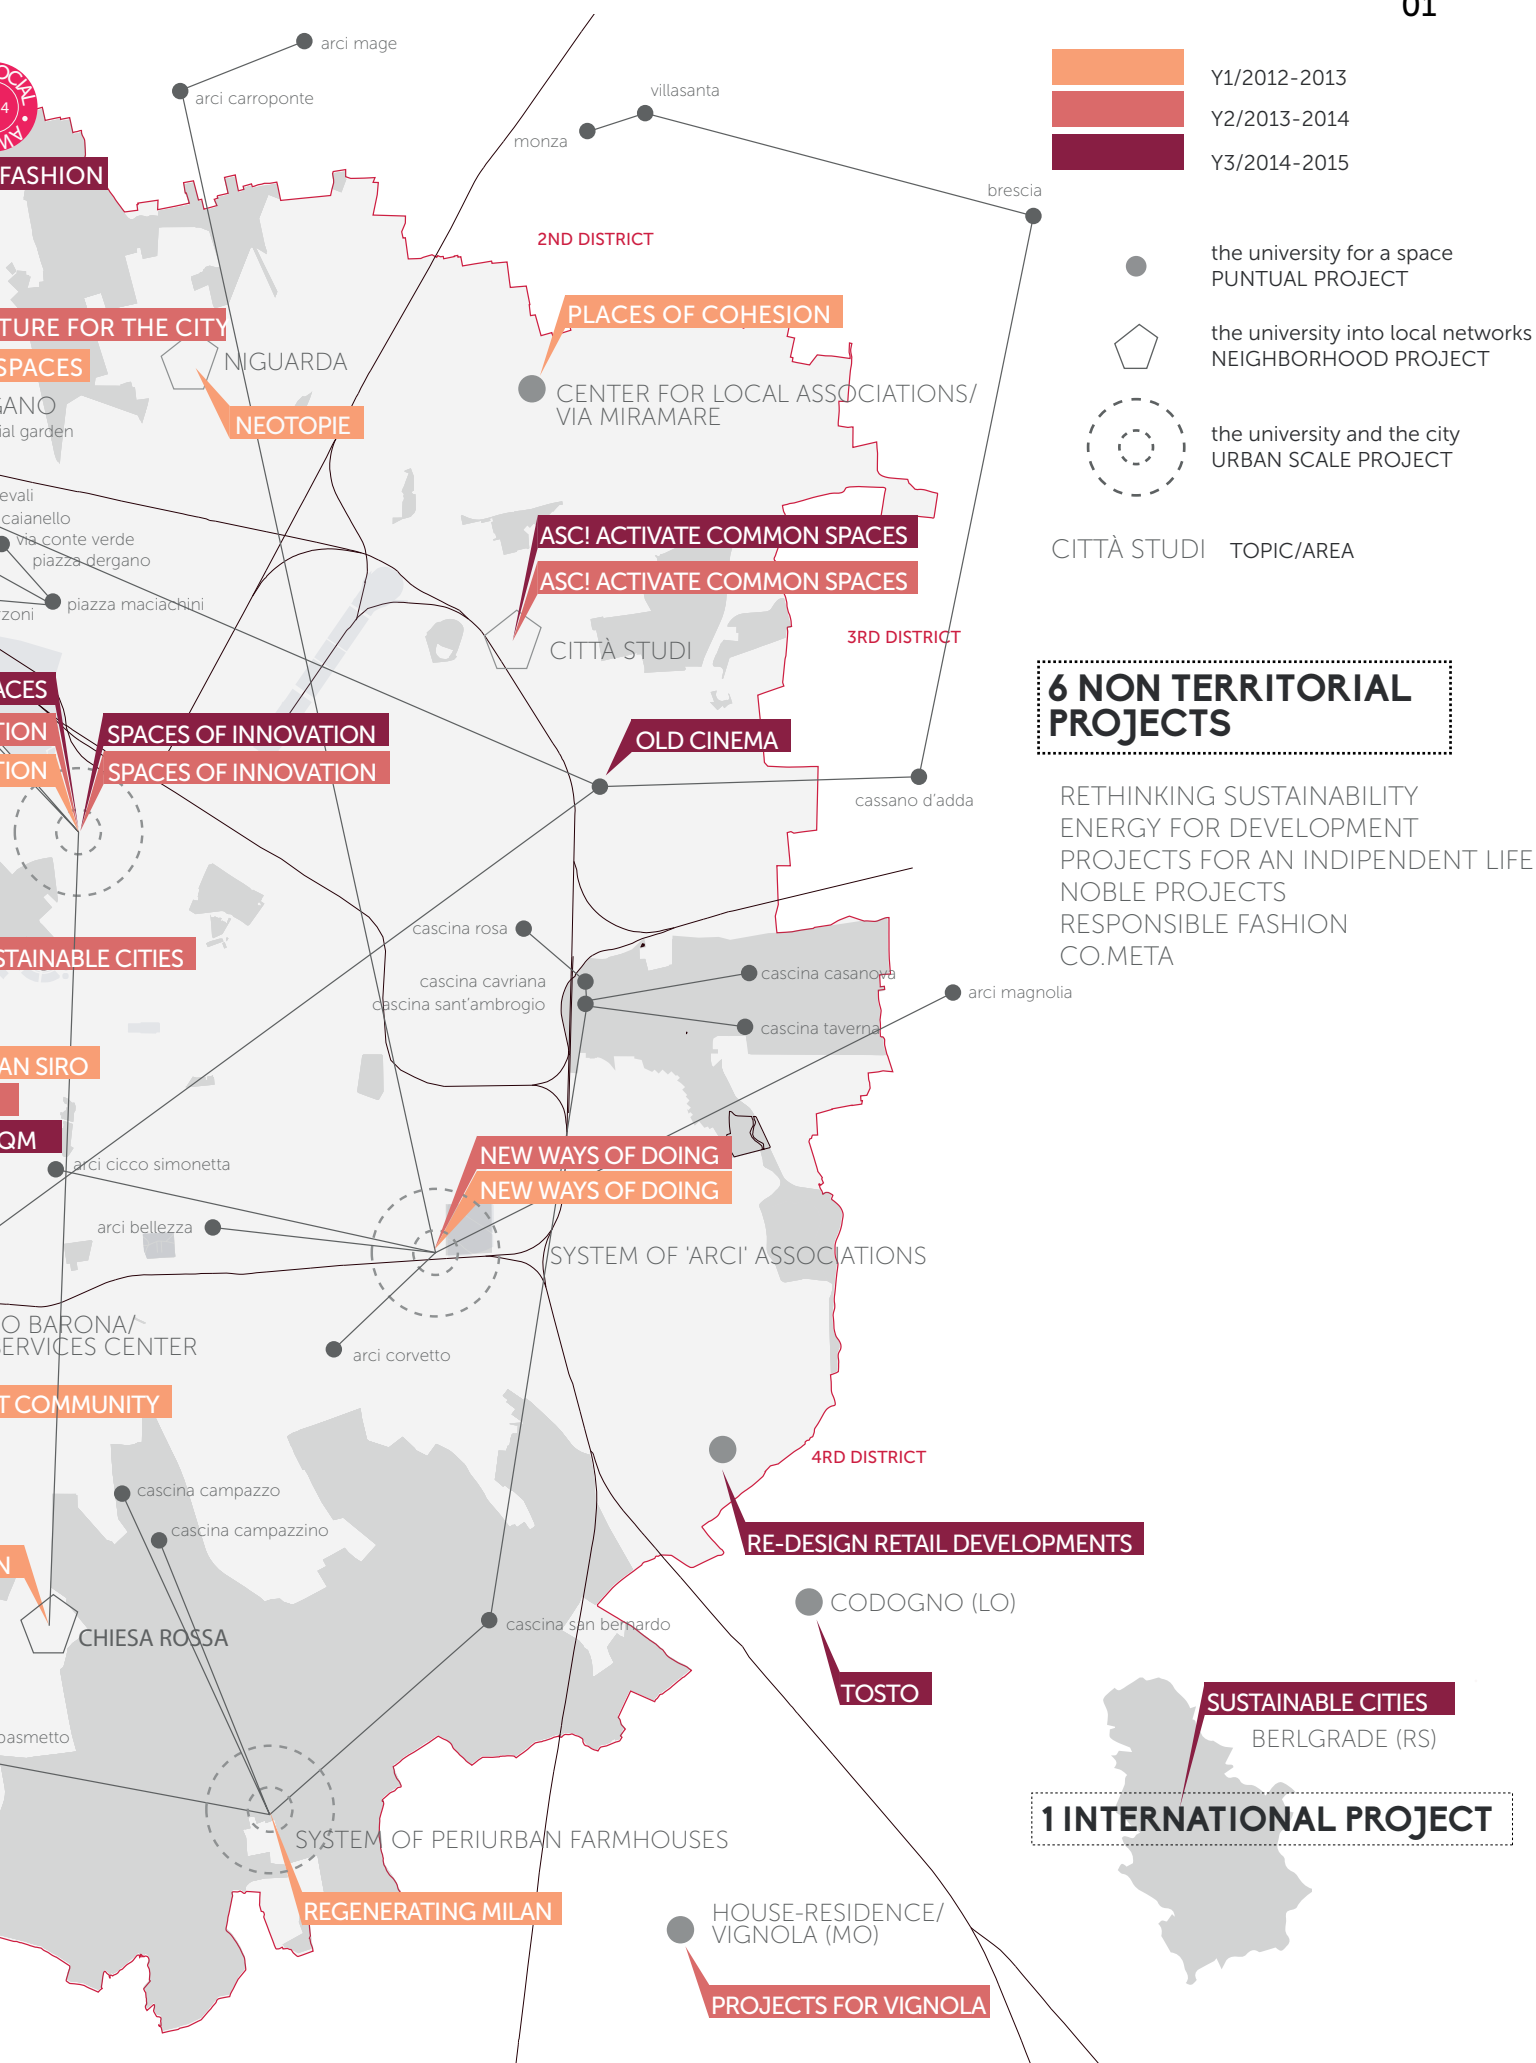 01
arci mage
arci carroponte
villasanta
monza
brescia
Y1/2012-2013
Y2/2013-2014
Y3/2014-2015
the university for a space
PUNTUAL PROJECT
the university into local networks
NEIGHBORHOOD PROJECT
the university and the city
URBAN SCALE PROJECT
CITTÀ STUDI TOPIC/AREA
OCIAL •
4
AW
FASHION
2ND DISTRICT
TURE FOR THE CITY
PLACES OF COHESION
SPACES
NIGUARDA
CENTER FOR LOCAL ASSOCIATIONS/
VIA MIRAMARE
GANO
ial garden
NEOTOPIE
evali
caianello
via conte verde
piazza dergano
piazza maciachini
zoni
ASC! ACTIVATE COMMON SPACES
ASC! ACTIVATE COMMON SPACES
CITTÀ STUDI
3RD DISTRICT
6 NON TERRITORIAL
PROJECTS
RETHINKING SUSTAINABILITY
ENERGY FOR DEVELOPMENT
PROJECTS FOR AN INDIPENDENT LIFE
NOBLE PROJECTS
RESPONSIBLE FASHION
CO.META
ACES
TION
TION
SPACES OF INNOVATION
SPACES OF INNOVATION
OLD CINEMA
cassano d'adda
cascina rosa
STAINABLE CITIES
cascina cavriana
cascina sant'ambrogio
cascina casanova
cascina taverna
arci magnolia
AN SIRO
QM
arci cicco simonetta
NEW WAYS OF DOING
NEW WAYS OF DOING
arci bellezza
SYSTEM OF 'ARCI' ASSOCIATIONS
O BARONA/
SERVICES CENTER
arci corvetto
T COMMUNITY
4RD DISTRICT
cascina campazzo
cascina campazzino
RE-DESIGN RETAIL DEVELOPMENTS
N
CODOGNO (LO)
cascina san bernardo
CHIESA ROSSA
TOSTO
SUSTAINABLE CITIES
BERLGRADE (RS)
basmetto
1 INTERNATIONAL PROJECT
SYSTEM OF PERIURBAN FARMHOUSES
REGENERATING MILAN
HOUSE-RESIDENCE/
VIGNOLA (MO)
PROJECTS FOR VIGNOLA